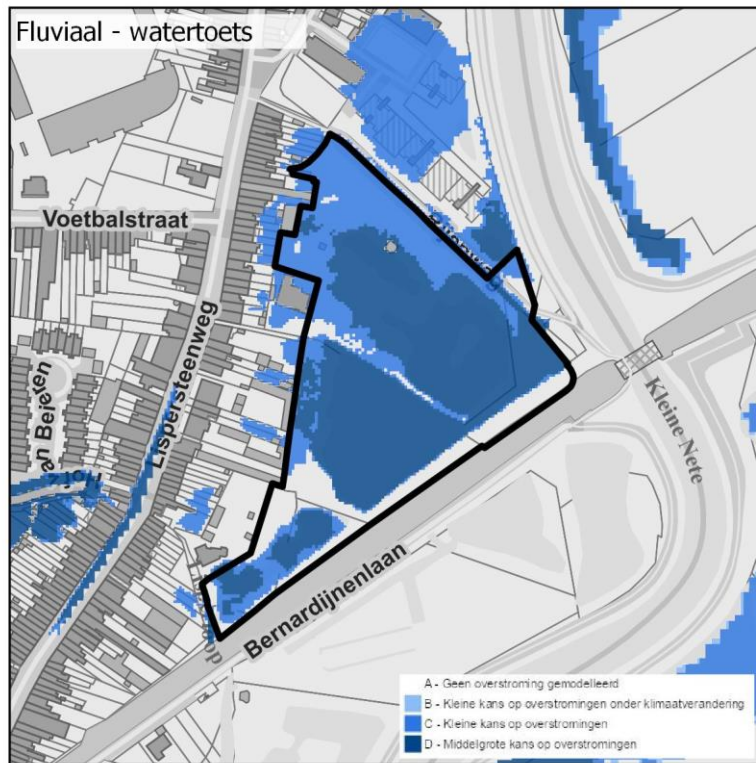 Fluviaal - watertoets
Voetbalstraat
Lispersteenweg
Bernardijnenlaan
Kleine Nete
A - Geen overstroming gemodelleerd
B - Kleine kans op overstromingen onder klimaatverandering
C - Kleine kans op overstromingen
D - Middelgrote kans op overstromingen